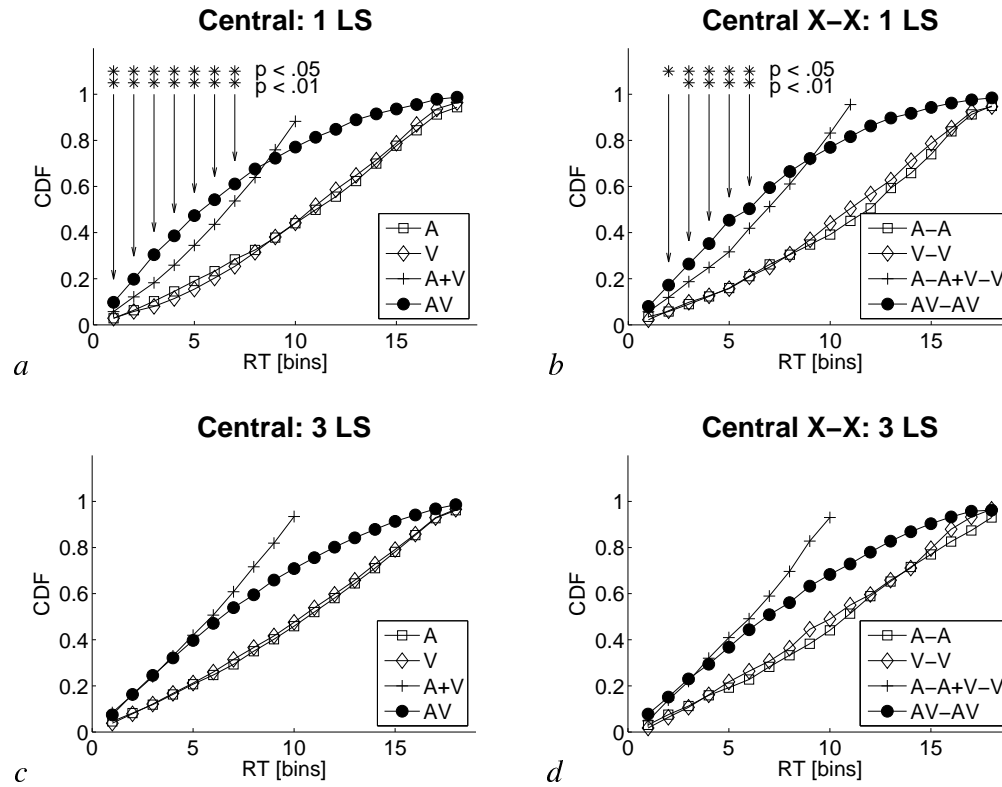 Central: 1 LS
* * * * * * * p < .05
* * * * * * * p < .01
CDF
1
0.8
0.6
0.4
0.2
0
A
V
A+V
AV
0 5 10 15
RT [bins]
a
Central X−X: 1 LS
* * * * * p < .05
* * * * p < .01
CDF
1
0.8
0.6
0.4
0.2
0
A−A
V−V
A−A+V−V
AV−AV
0 5 10 15
RT [bins]
b
Central: 3 LS
CDF
1
0.8
0.6
0.4
0.2
0
A
V
A+V
AV
0 5 10 15
RT [bins]
c
Central X−X: 3 LS
CDF
1
0.8
0.6
0.4
0.2
0
A−A
V−V
A−A+V−V
AV−AV
0 5 10 15
RT [bins]
d